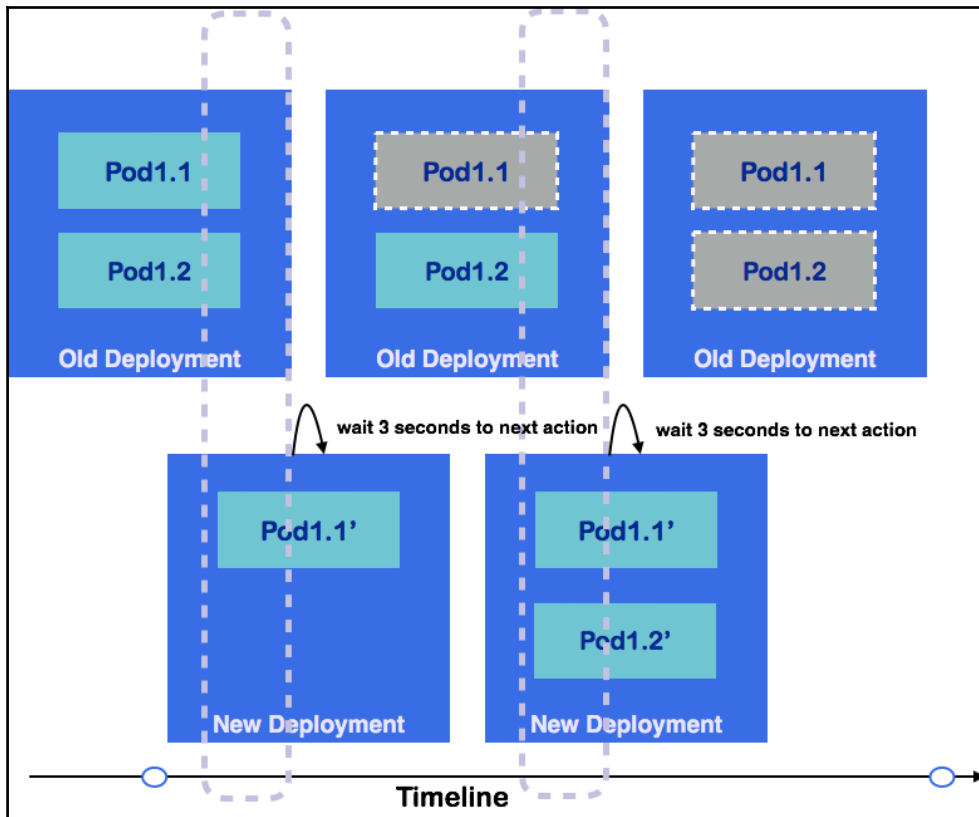 Pod1.1
Pod1.1
Pod1.1
Pod1.2
Pod1.2
Pod1.2
Old Deployment
Old Deployment
Old Deployment
wait 3 seconds to next action
wait 3 seconds to next action
Pod1.1’
Pod1.1’
Pod1.2’
New Deployment
New Deployment
Timeline